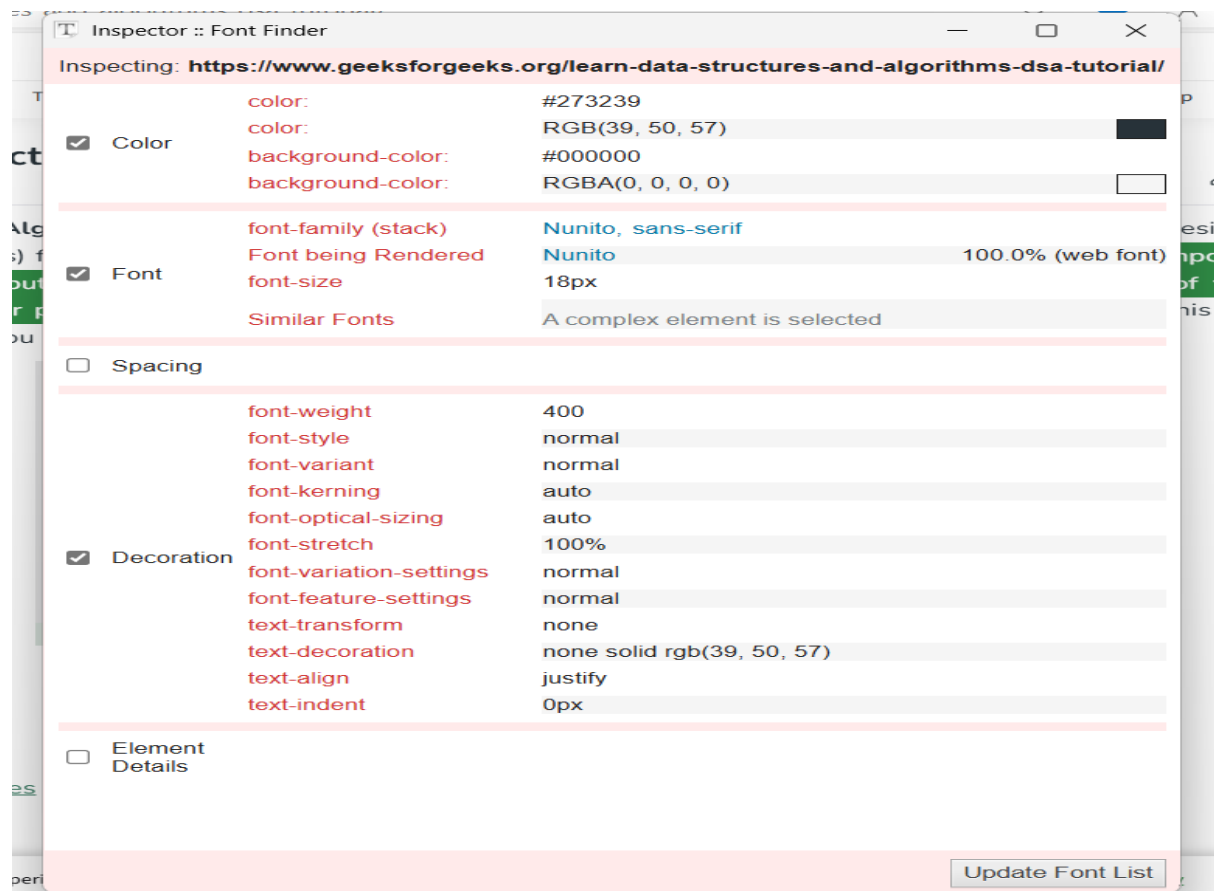 Inspector :: Font Finder
Inspecting: https://www.geeksforgeeks.org/learn-data-structures-and-algorithms-dsa-tutorial/
Color
color: #273239
color: RGB(39, 50, 57)
background-color: #000000
background-color: RGBA(0, 0, 0, 0)
Font
font-family (stack) Nunito, sans-serif
Font being Rendered Nunito 100.0% (web font)
font-size 18px
Similar Fonts A complex element is selected
Spacing
Decoration
font-weight 400
font-style normal
font-variant normal
font-kerning auto
font-optical-sizing auto
font-stretch 100%
font-variation-settings normal
font-feature-settings normal
text-transform none
text-decoration none solid rgb(39, 50, 57)
text-align justify
text-indent 0px
Element
Details
Update Font List